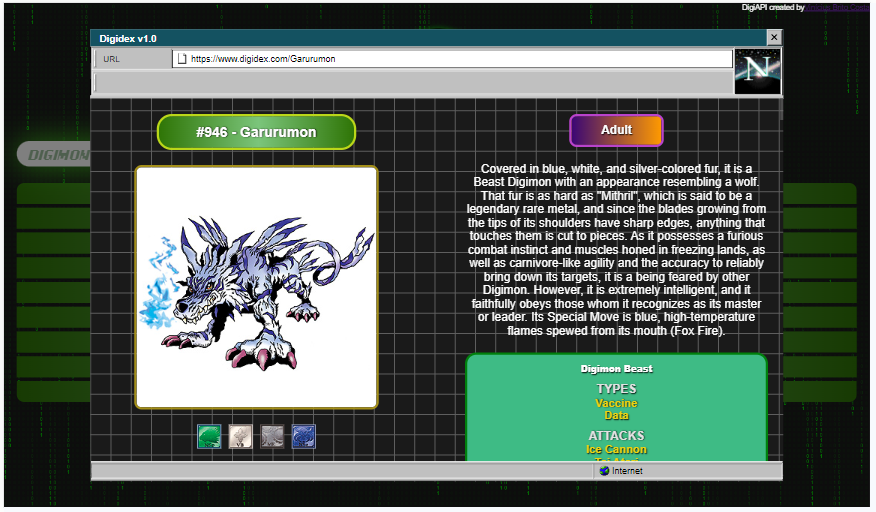 DigiAPI created by
Digidex v1.0
URL
https://www.digidex.com/Garurumon
N
#946 - Garurumon
Adult
DIGIMON
Covered in blue, white, and silver-colored fur, it is a
Beast Digimon with an appearance resembling a wolf.
That fur is as hard as "Mithril", which is said to be a
legendary rare metal, and since the blades growing from
the tips of its shoulders have sharp edges, anything that
touches them is cut to pieces. As it possesses a furious
combat instinct and muscles honed in freezing lands, as
well as carnivore-like agility and the accuracy to reliably
bring down its targets, it is a being feared by other
Digimon. However, it is extremely intelligent, and it
faithfully obeys those whom it recognizes as its master
or leader. Its Special Move is blue, high-temperature
flames spewed from its mouth (Fox Fire).
Digimon Beast
TYPES
Vaccine
Data
ATTACKS
Ice Cannon
Internet